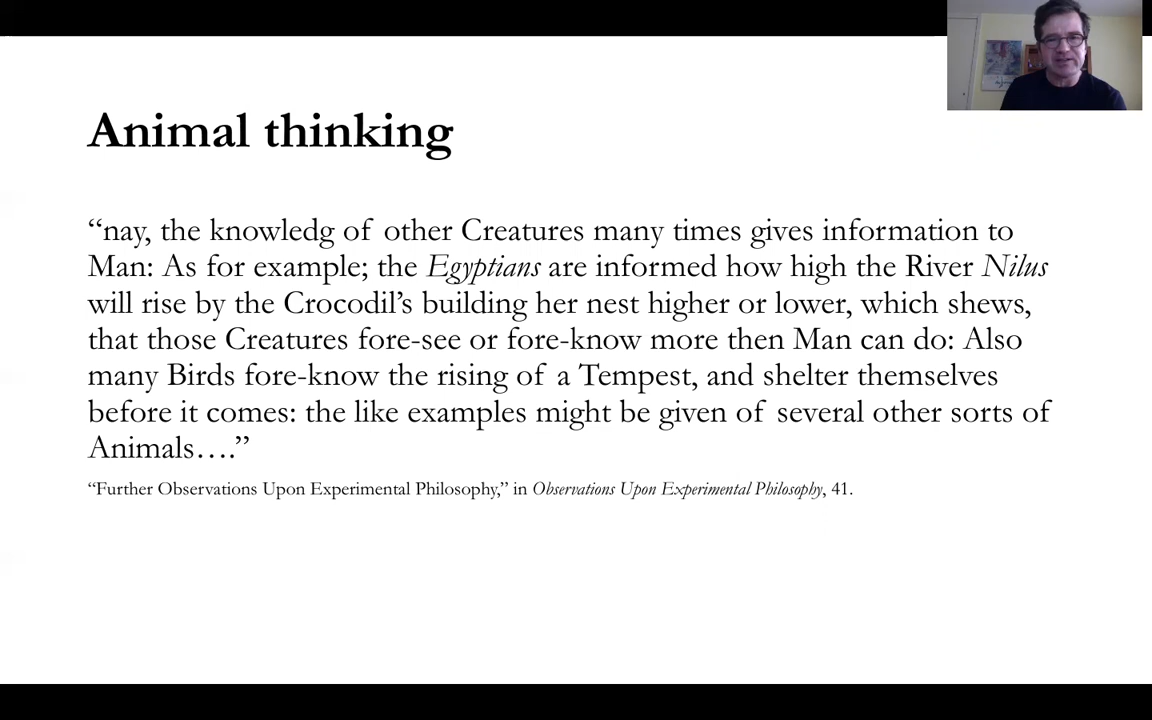 Animal thinking
“nay, the knowledg of other Creatures many times gives information to
Man: As for example; the Egyptians are informed how high the River Nilus
will rise by the Crocodil’s building her nest higher or lower, which shews,
that those Creatures fore-see or fore-know more then Man can do: Also
many Birds fore-know the rising of a Tempest, and shelter themselves
before it comes: the like examples might be given of several other sorts of
Animals….”
“Further Observations Upon Experimental Philosophy,” in Observations Upon Experimental Philosophy, 41.